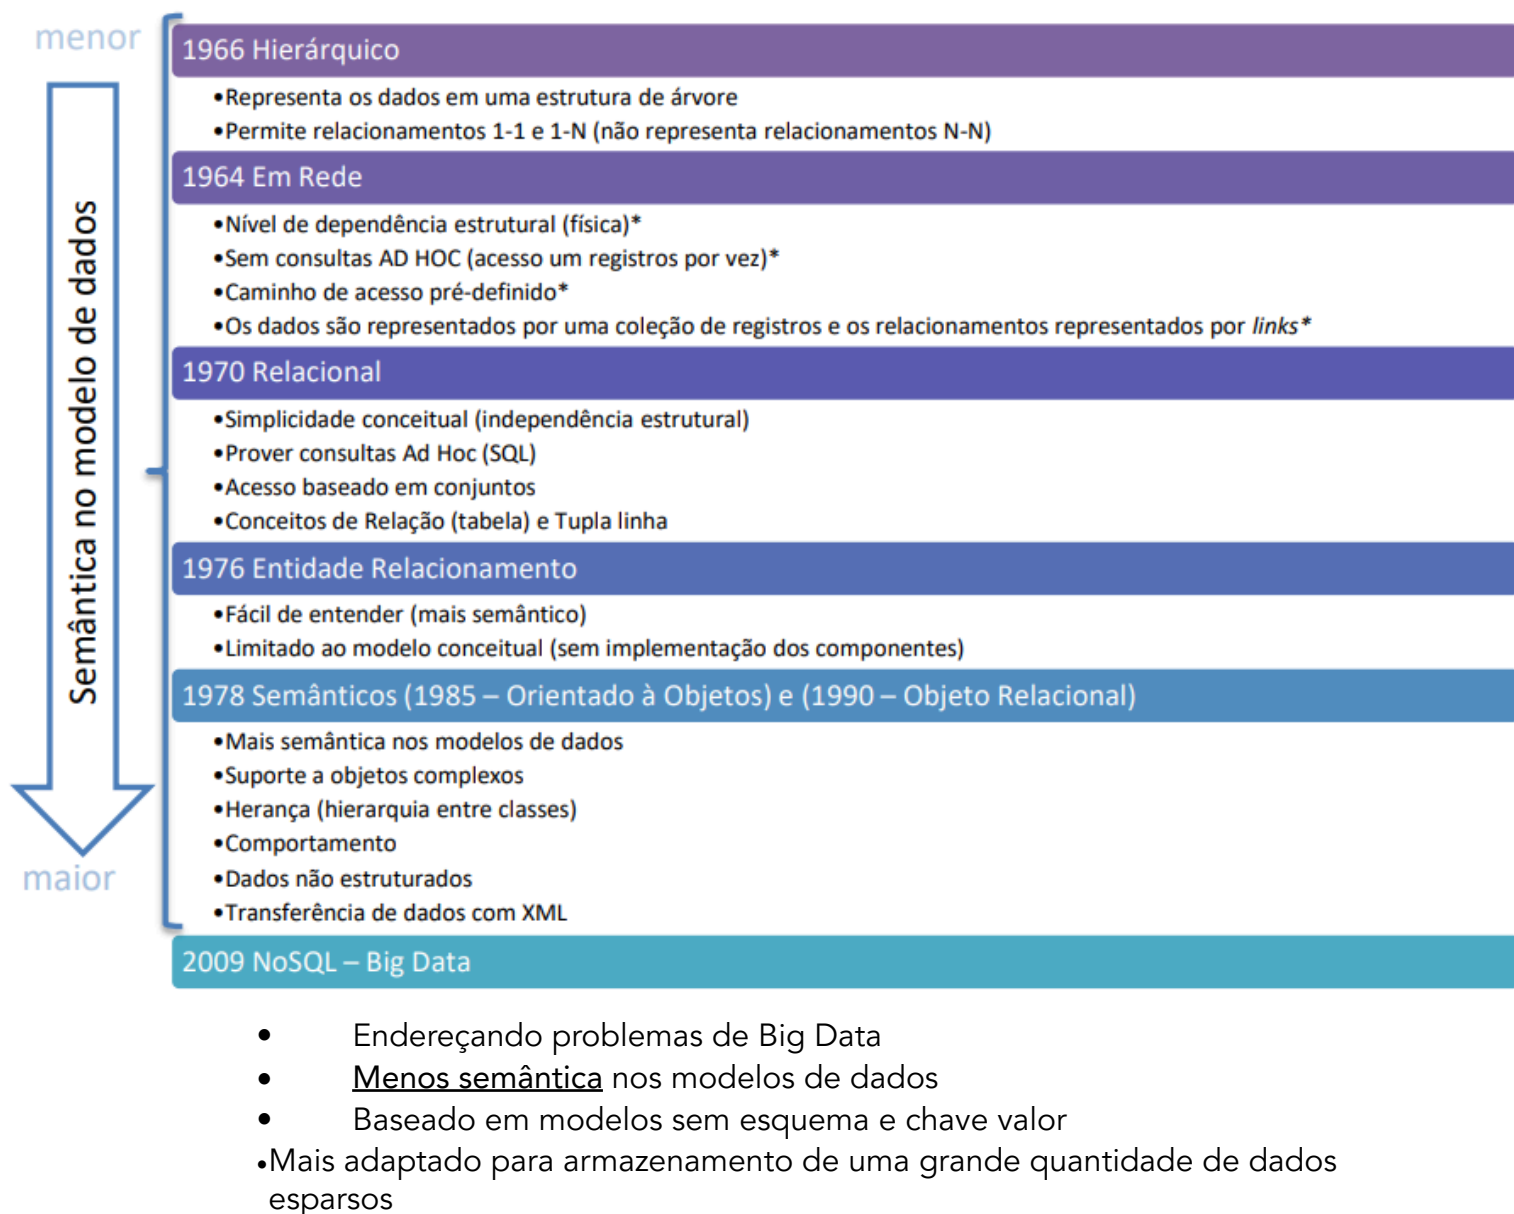 menor
Semântica no modelo de dados
maior
1966 Hierárquico
•Representa os dados em uma estrutura de árvore
•Permite relacionamentos 1-1 e 1-N (não representa relacionamentos N-N)
1964 Em Rede
•Nível de dependência estrutural (física)*
•Sem consultas AD HOC (acesso um registros por vez)*
•Caminho de acesso pré-definido*
•Os dados são representados por uma coleção de registros e os relacionamentos representados por links*
1970 Relacional
•Simplicidade conceitual (independência estrutural)
•Prover consultas Ad Hoc (SQL)
•Acesso baseado em conjuntos
•Conceitos de Relação (tabela) e Tupla linha
1976 Entidade Relacionamento
•Fácil de entender (mais semântico)
•Limitado ao modelo conceitual (sem implementação dos componentes)
1978 Semânticos (1985 – Orientado à Objetos) e (1990 – Objeto Relacional)
•Mais semântica nos modelos de dados
•Suporte a objetos complexos
•Herança (hierarquia entre classes)
•Comportamento
•Dados não estruturados
•Transferência de dados com XML
2009 NoSQL – Big Data
• Endereçando problemas de Big Data
• Menos semântica nos modelos de dados
• Baseado em modelos sem esquema e chave valor
•Mais adaptado para armazenamento de uma grande quantidade de dados
esparsos